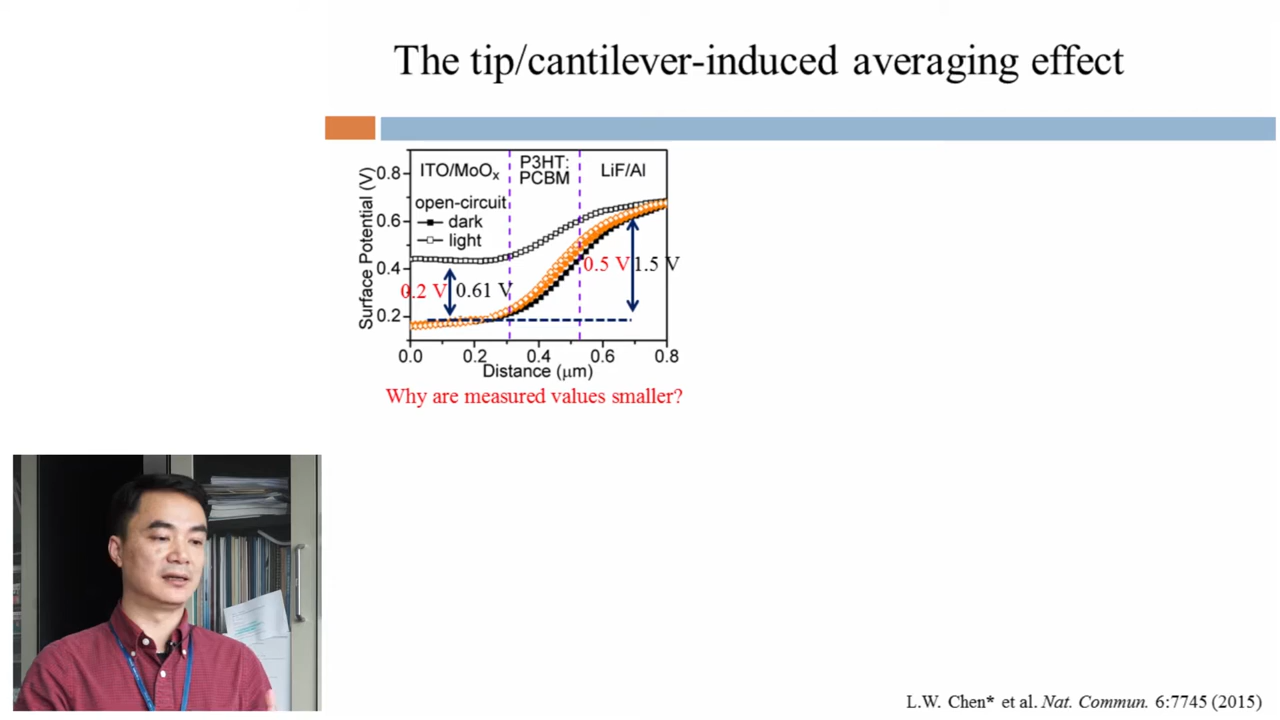 The tip/cantilever-induced averaging effect
Surface Potential (V)
0.8
0.6
0.4
0.2
ITO/MoOx
P3HT:
PCBM
LiF/Al
open-circuit
dark
light
0.2 V
0.61 V
0.5 V
1.5 V
0.0
0.2
0.4
0.6
0.8
Distance (μm)
Why are measured values smaller?
L.W. Chen* et al. Nat. Commun. 6:7745 (2015)